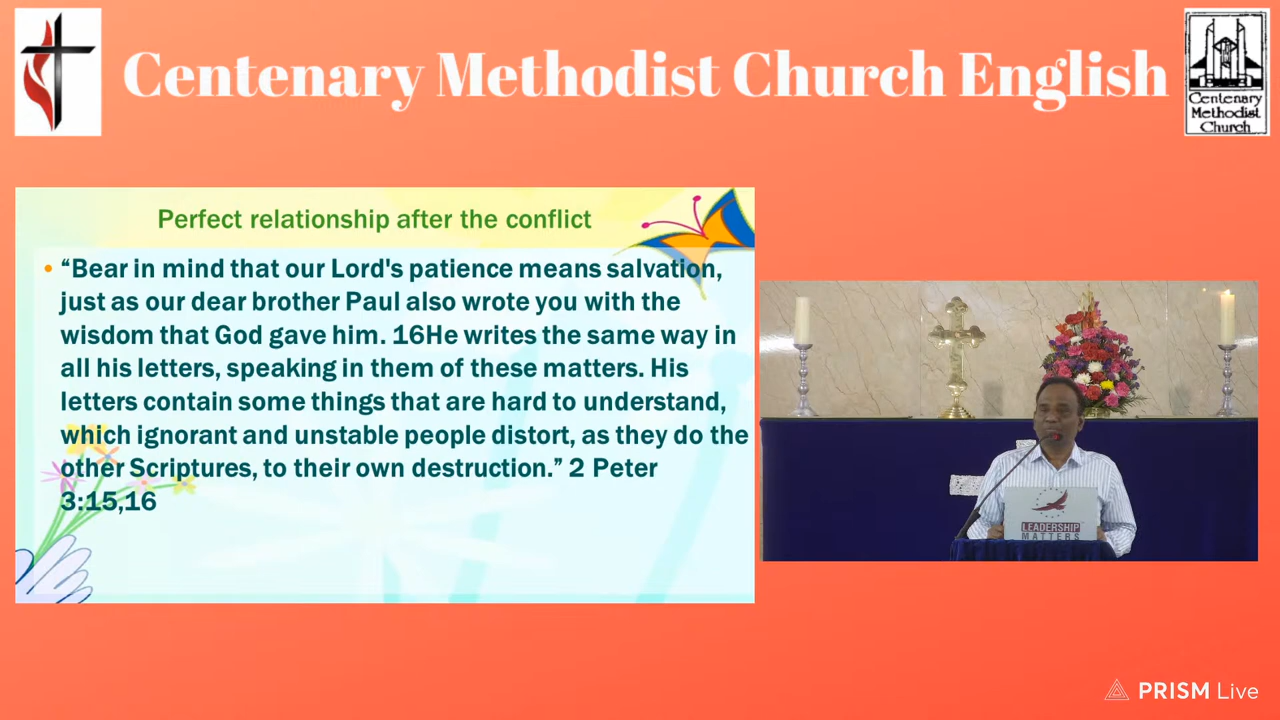 Centenary Methodist Church English
Centenary
Methodist
Church
Perfect relationship after the conflict
• “Bear in mind that our Lord's patience means salvation,
just as our dear brother Paul also wrote you with the
wisdom that God gave him. 16He writes the same way in
all his letters, speaking in them of these matters. His
letters contain some things that are hard to understand,
which ignorant and unstable people distort, as they do the
other Scriptures, to their own destruction.” 2 Peter
3:15,16
LEADERSHIP
MATTERS
PRISM Live